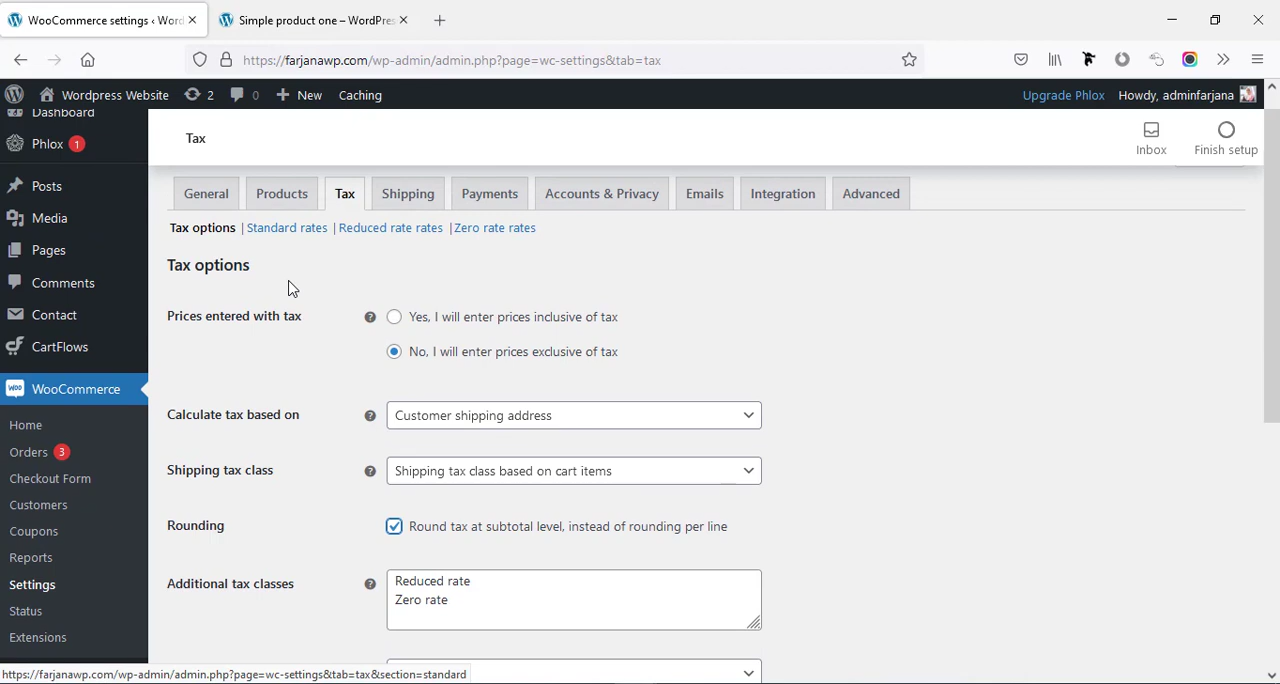 WooCommerce settings ‹ Word
Simple product one – WordPres
https://farjanawp.com/wp-admin/admin.php?page=wc-settings&tab=tax
Wordpress Website
2
0
New
Caching
Upgrade Phlox
Howdy, adminfarjana
Dashboard
Phlox 1
Posts
Media
Pages
Comments
Contact
CartFlows
WooCommerce
Home
Orders 3
Checkout Form
Customers
Coupons
Reports
Settings
Status
Extensions
Tax
Inbox
Finish setup
General
Products
Tax
Shipping
Payments
Accounts & Privacy
Emails
Integration
Advanced
Tax options | Standard rates | Reduced rate rates | Zero rate rates
Tax options
Prices entered with tax
Yes, I will enter prices inclusive of tax
No, I will enter prices exclusive of tax
Calculate tax based on
Customer shipping address
Shipping tax class
Shipping tax class based on cart items
Rounding
Round tax at subtotal level, instead of rounding per line
Additional tax classes
Reduced rate
Zero rate
https://farjanawp.com/wp-admin/admin.php?page=wc-settings&tab=tax&section=standard